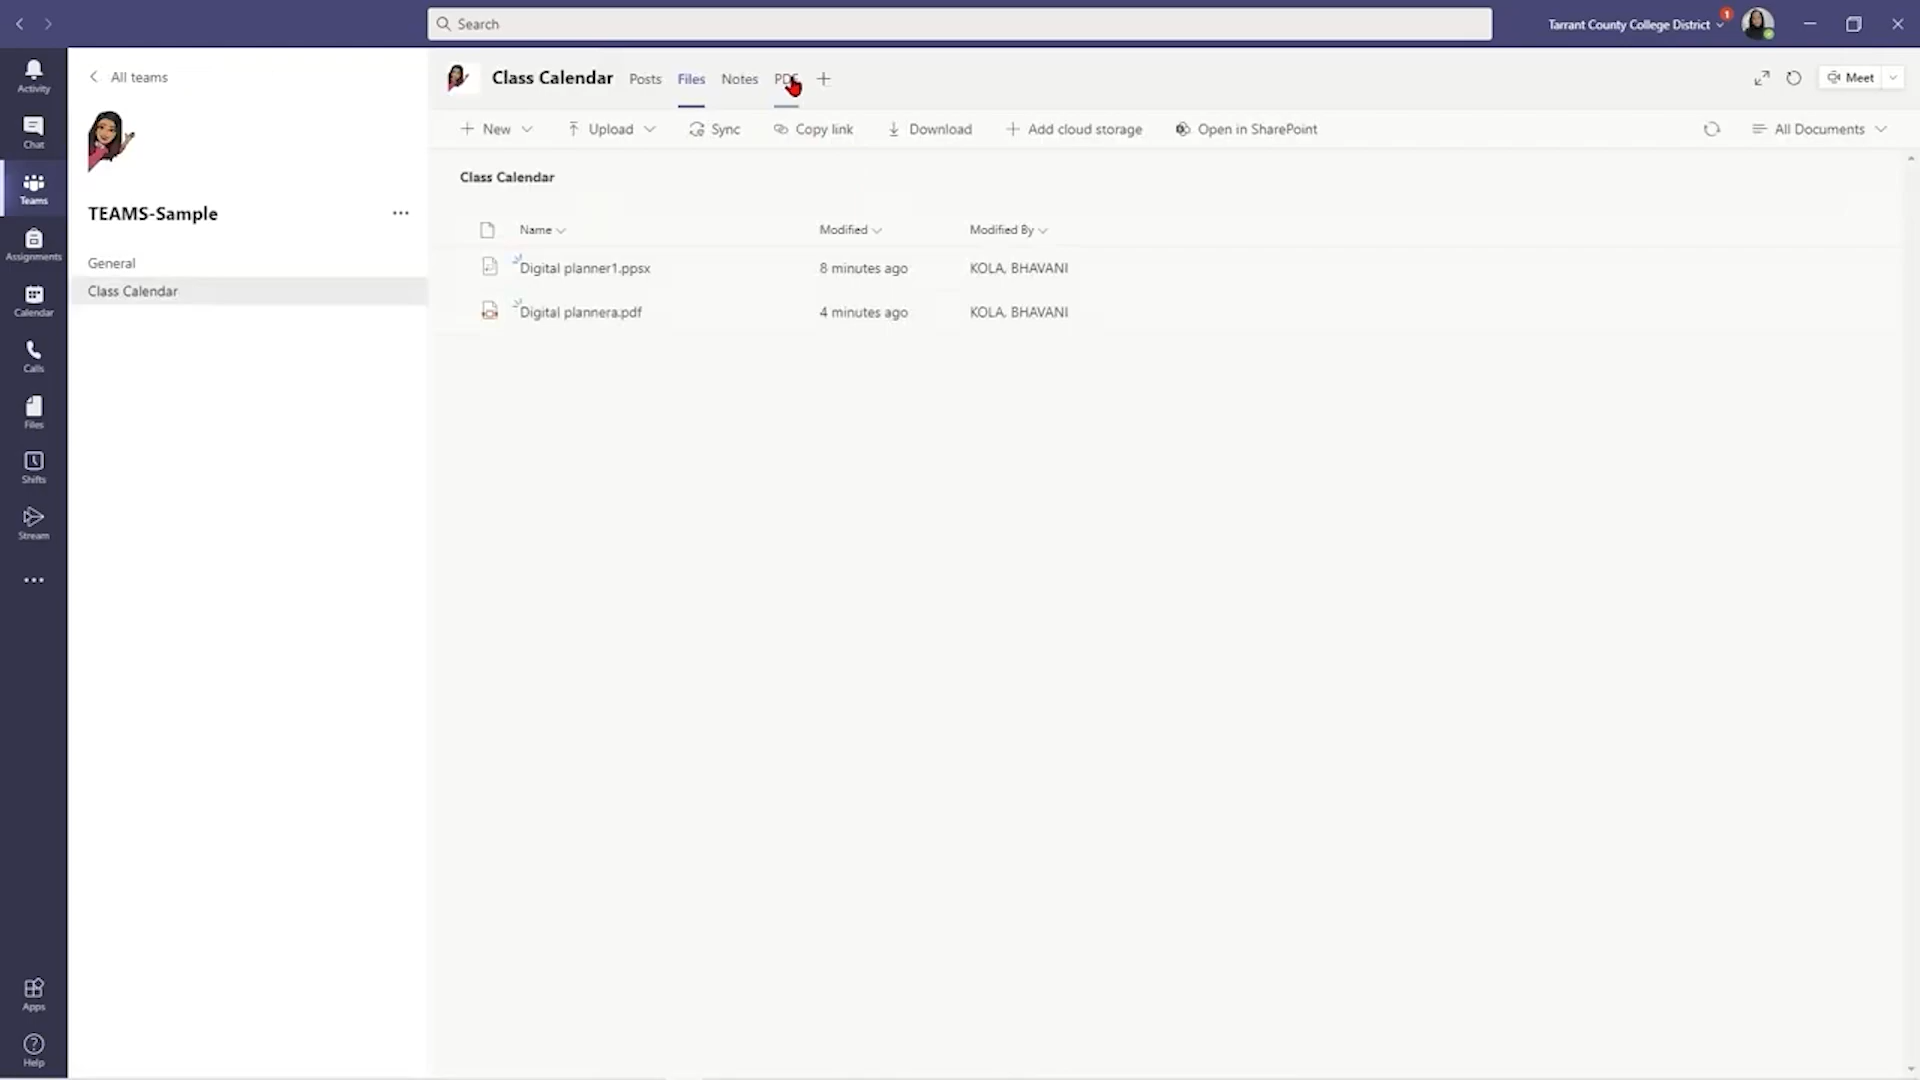 Search
Tarrant County College District
1
Activity
Chat
Teams
Assignments
Calendar
Calls
Files
Shifts
Stream
Apps
Help
All teams
TEAMS-Sample
General
Class Calendar
Class Calendar Posts Files Notes PDF
Meet
New Upload Sync Copy link Download Add cloud storage Open in SharePoint All Documents
Class Calendar
Name Modified Modified By
Digital planner1.ppsx 8 minutes ago KOLA, BHAVANI
Digital plannera.pdf 4 minutes ago KOLA, BHAVANI